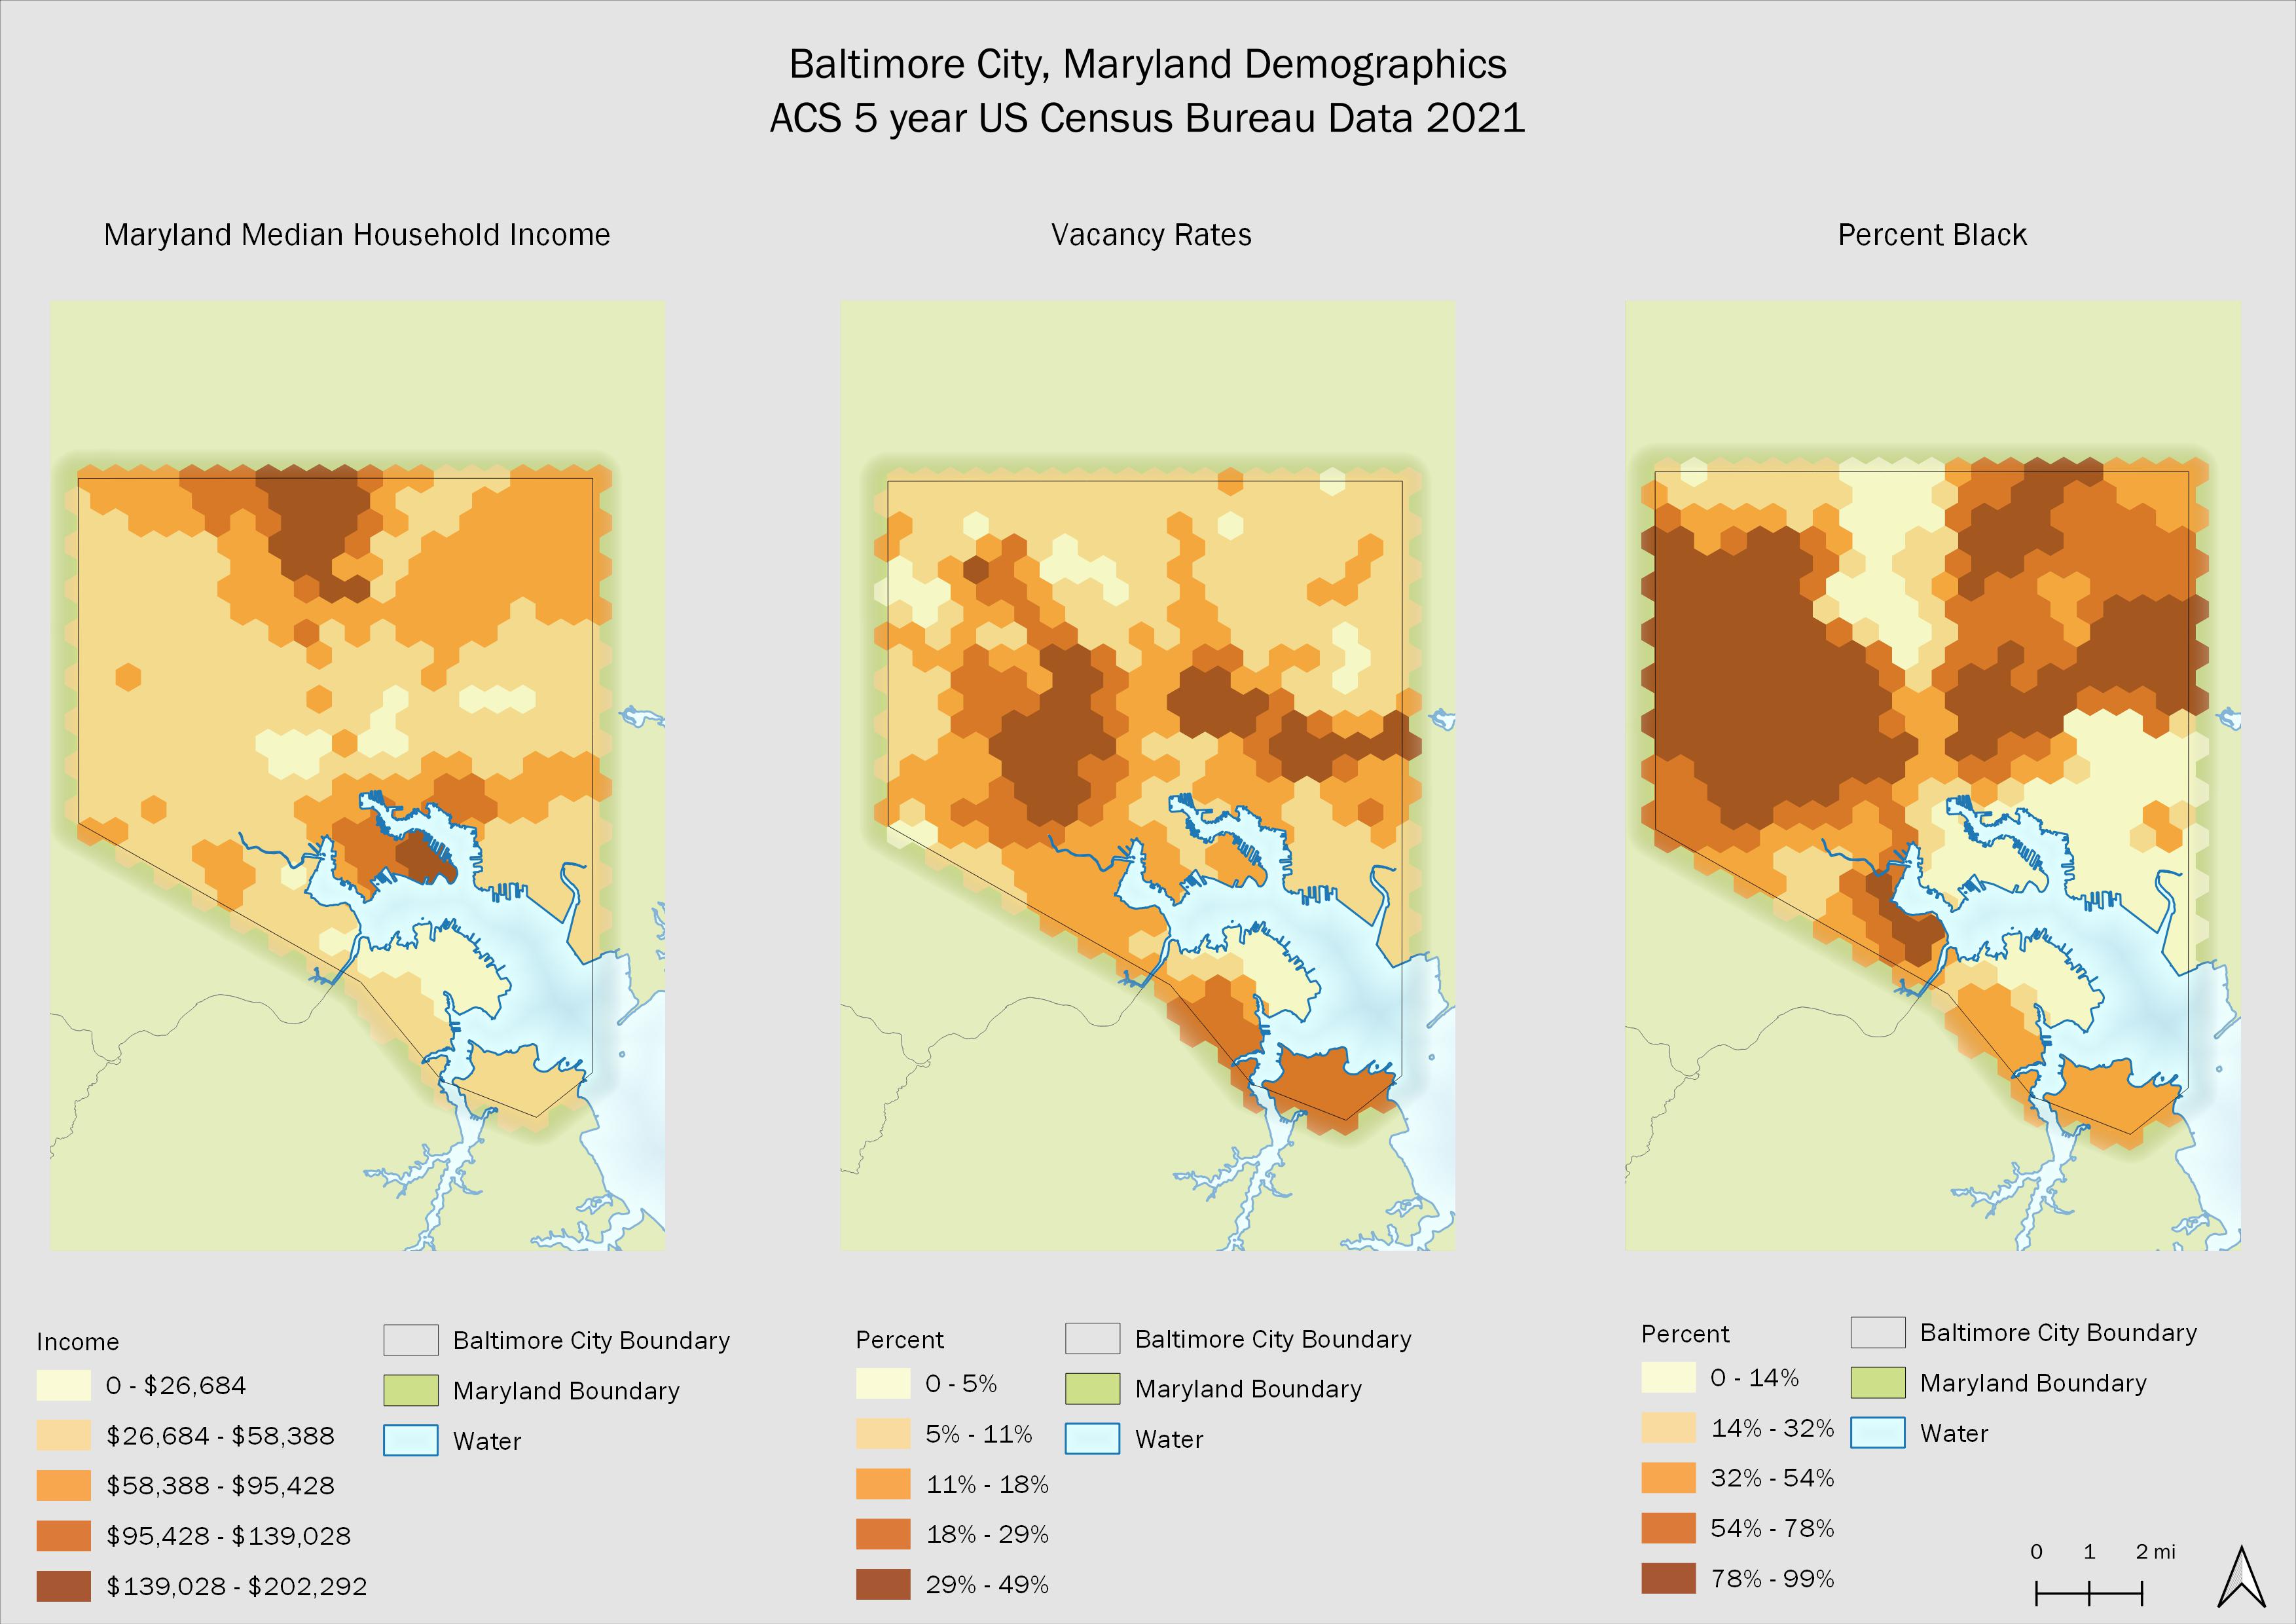 Baltimore City, Maryland Demographics
ACS 5 year US Census Bureau Data 2021
Maryland Median Household Income
Vacancy Rates
Percent Black
Income
0 - $26,684
$26,684 - $58,388
$58,388 - $95,428
$95,428 - $139,028
$139,028 - $202,292
Baltimore City Boundary
Maryland Boundary
Water
Percent
0 - 5%
5% - 11%
11% - 18%
18% - 29%
29% - 49%
Baltimore City Boundary
Maryland Boundary
Water
Percent
0 - 14%
14% - 32%
32% - 54%
54% - 78%
78% - 99%
Baltimore City Boundary
Maryland Boundary
Water
0 1 2 mi